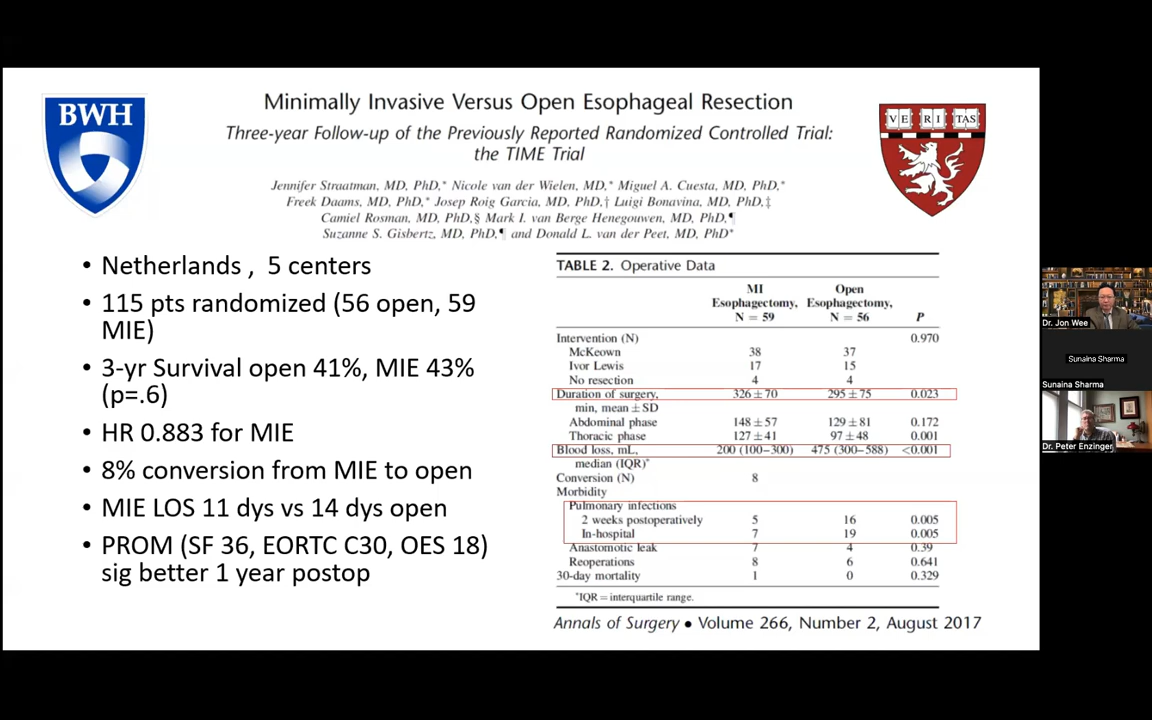 BWH
VE RI TAS
Minimally Invasive Versus Open Esophageal Resection
Three-year Follow-up of the Previously Reported Randomized Controlled Trial:
the TIME Trial
Jennifer Straatman, MD, PhD,* Nicole van der Wielen, MD,* Miguel A. Cuesta, MD, PhD,*
Freek Daams, MD, PhD,* Josep Roig Garcia, MD, PhD,† Luigi Bonavina, MD, PhD,‡
Camiel Rosman, MD, PhD,§ Mark I. van Berge Henegouwen, MD, PhD,¶
Suzanne S. Gisbertz, MD, PhD,¶ and Donald L. van der Peet, MD, PhD*
• Netherlands , 5 centers
• 115 pts randomized (56 open, 59
MIE)
• 3-yr Survival open 41%, MIE 43%
(p=.6)
• HR 0.883 for MIE
• 8% conversion from MIE to open
• MIE LOS 11 dys vs 14 dys open
• PROM (SF 36, EORTC C30, OES 18)
sig better 1 year postop
TABLE 2. Operative Data
MI Open
Esophagectomy, Esophagectomy,
N = 59 N = 56 P
Intervention (N) 0.970
McKeown 38 37
Ivor Lewis 17 15
No resection 4 4
Duration of surgery, 326 ± 70 295 ± 75 0.023
min, mean ± SD
Abdominal phase 148 ± 57 129 ± 81 0.172
Thoracic phase 127 ± 41 97 ± 48 0.001
Blood loss, mL, 200 (100–300) 475 (300–588) <0.001
median (IQR)*
Conversion (N) 8
Morbidity
Pulmonary infections
2 weeks postoperatively 5 16 0.005
In-hospital 7 19 0.005
Anastomotic leak 7 4 0.39
Reoperations 8 6 0.641
30-day mortality 1 0 0.329
*IQR = interquartile range.
Annals of Surgery • Volume 266, Number 2, August 2017
Dr. Jon Wee
Sunaina Sharma
Sunaina Sharma
Dr. Peter Enzinger